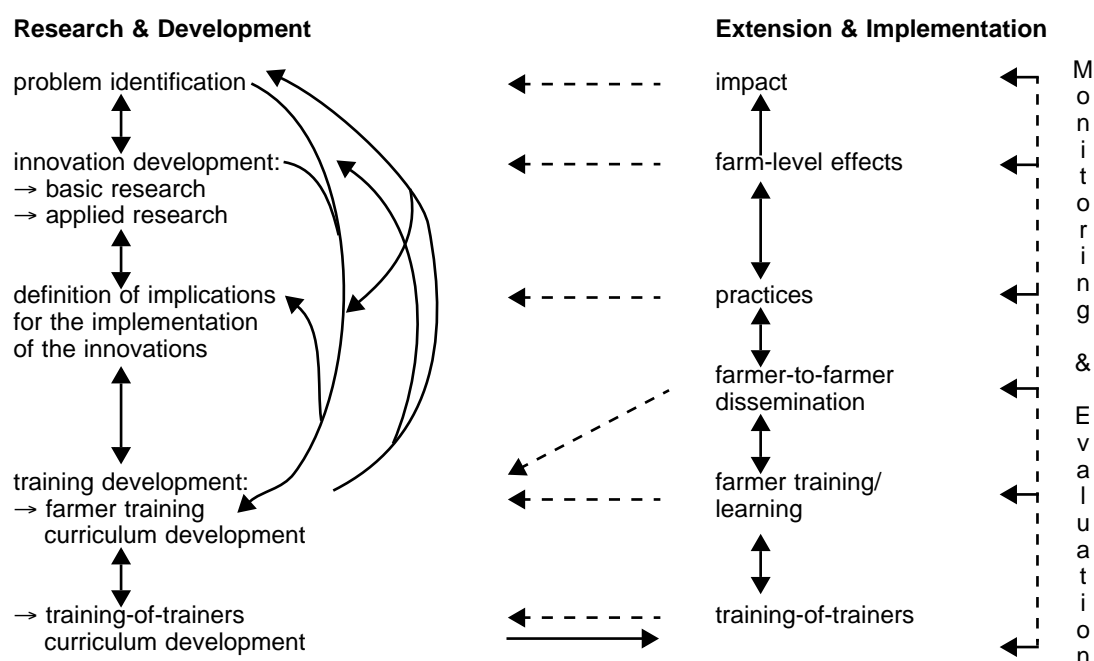 Research & Development
problem identification
innovation development:
→ basic research
→ applied research
definition of implications
for the implementation
of the innovations
training development:
→ farmer training
curriculum development
→ training-of-trainers
curriculum development
Extension & Implementation
impact
farm-level effects
practices
farmer-to-farmer
dissemination
farmer training/
learning
training-of-trainers
Monitoring & Evaluation